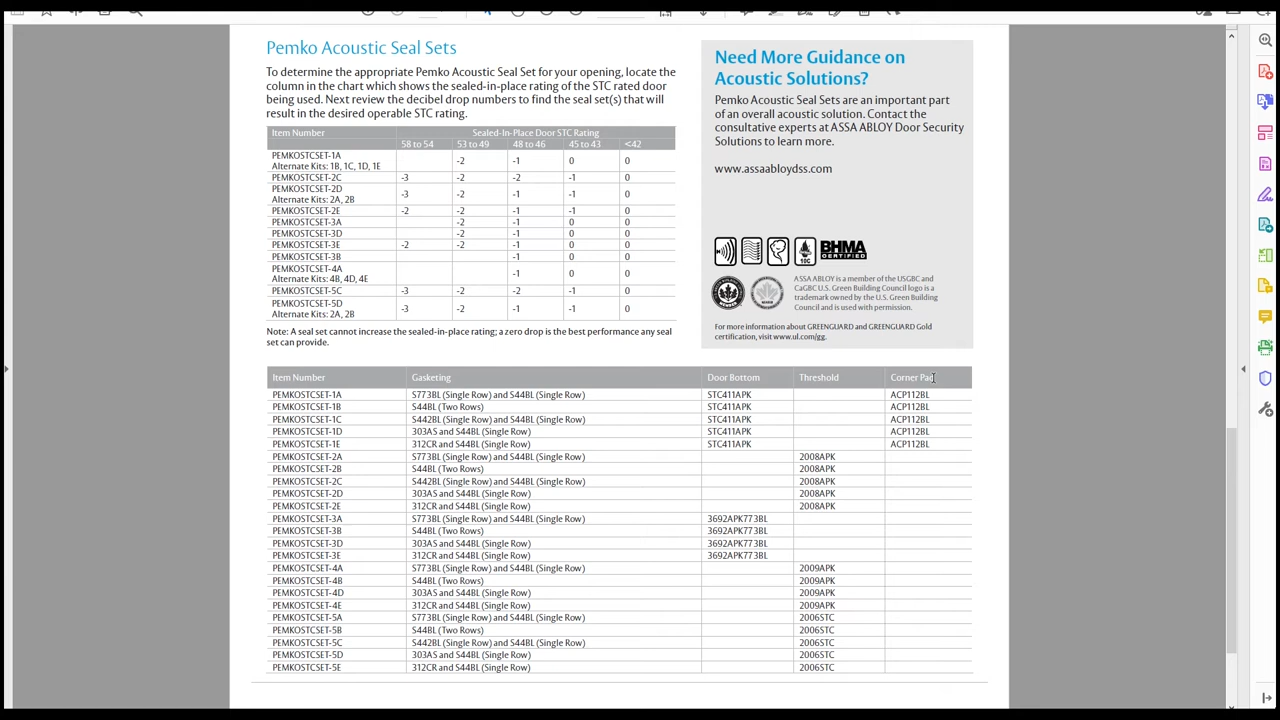 Pemko Acoustic Seal Sets
To determine the appropriate Pemko Acoustic Seal Set for your opening, locate the
column in the chart which shows the sealed-in-place rating of the STC rated door
being used. Next review the decibel drop numbers to find the seal set(s) that will
result in the desired operable STC rating.
Item Number Sealed-In-Place Door STC Rating
58 to 54 53 to 49 48 to 46 45 to 43 <42
PEMKOSTCSET-1A
Alternate Kits: 1B, 1C, 1D, 1E -2 -1 0 0
PEMKOSTCSET-2C -3 -2 -2 -1 0
PEMKOSTCSET-2D
Alternate Kits: 2A, 2B -3 -2 -1 -1 0
PEMKOSTCSET-2E -2 -2 -1 -1 0
PEMKOSTCSET-3A -2 -1 0 0
PEMKOSTCSET-3D -2 -1 0 0
PEMKOSTCSET-3E -2 -2 -1 0 0
PEMKOSTCSET-3B -1 0 0
PEMKOSTCSET-4A
Alternate Kits: 4B, 4D, 4E -1 0 0
PEMKOSTCSET-5C -3 -2 -2 -1 0
PEMKOSTCSET-5D
Alternate Kits: 2A, 2B -3 -2 -1 -1 0
Note: A seal set cannot increase the sealed-in-place rating; a zero drop is the best performance any seal
set can provide.
Need More Guidance on
Acoustic Solutions?
Pemko Acoustic Seal Sets are an important part
of an overall acoustic solution. Contact the
consultative experts at ASSA ABLOY Door Security
Solutions to learn more.
www.assaabloydss.com
10C
BHMA
CERTIFIED
ASSA ABLOY is a member of the USGBC and
CaGBC U.S. Green Building Council logo is a
trademark owned by the U.S. Green Building
Council and is used with permission.
For more information about GREENGUARD and GREENGUARD Gold
certification, visit www.ul.com/gg.
Item Number Gasketing Door Bottom Threshold Corner Pad
PEMKOSTCSET-1A S773BL (Single Row) and S44BL (Single Row) STC411APK ACP112BL
PEMKOSTCSET-1B S44BL (Two Rows) STC411APK ACP112BL
PEMKOSTCSET-1C S442BL (Single Row) and S44BL (Single Row) STC411APK ACP112BL
PEMKOSTCSET-1D 303AS and S44BL (Single Row) STC411APK ACP112BL
PEMKOSTCSET-1E 312CR and S44BL (Single Row) STC411APK ACP112BL
PEMKOSTCSET-2A S773BL (Single Row) and S44BL (Single Row) 2008APK
PEMKOSTCSET-2B S44BL (Two Rows) 2008APK
PEMKOSTCSET-2C S442BL (Single Row) and S44BL (Single Row) 2008APK
PEMKOSTCSET-2D 303AS and S44BL (Single Row) 2008APK
PEMKOSTCSET-2E 312CR and S44BL (Single Row) 2008APK
PEMKOSTCSET-3A S773BL (Single Row) and S44BL (Single Row) 3692APK773BL
PEMKOSTCSET-3B S44BL (Two Rows) 3692APK773BL
PEMKOSTCSET-3D 303AS and S44BL (Single Row) 3692APK773BL
PEMKOSTCSET-3E 312CR and S44BL (Single Row) 3692APK773BL
PEMKOSTCSET-4A S773BL (Single Row) and S44BL (Single Row) 2009APK
PEMKOSTCSET-4B S44BL (Two Rows) 2009APK
PEMKOSTCSET-4D 303AS and S44BL (Single Row) 2009APK
PEMKOSTCSET-4E 312CR and S44BL (Single Row) 2009APK
PEMKOSTCSET-5A S773BL (Single Row) and S44BL (Single Row) 2006STC
PEMKOSTCSET-5B S44BL (Two Rows) 2006STC
PEMKOSTCSET-5C S442BL (Single Row) and S44BL (Single Row) 2006STC
PEMKOSTCSET-5D 303AS and S44BL (Single Row) 2006STC
PEMKOSTCSET-5E 312CR and S44BL (Single Row) 2006STC